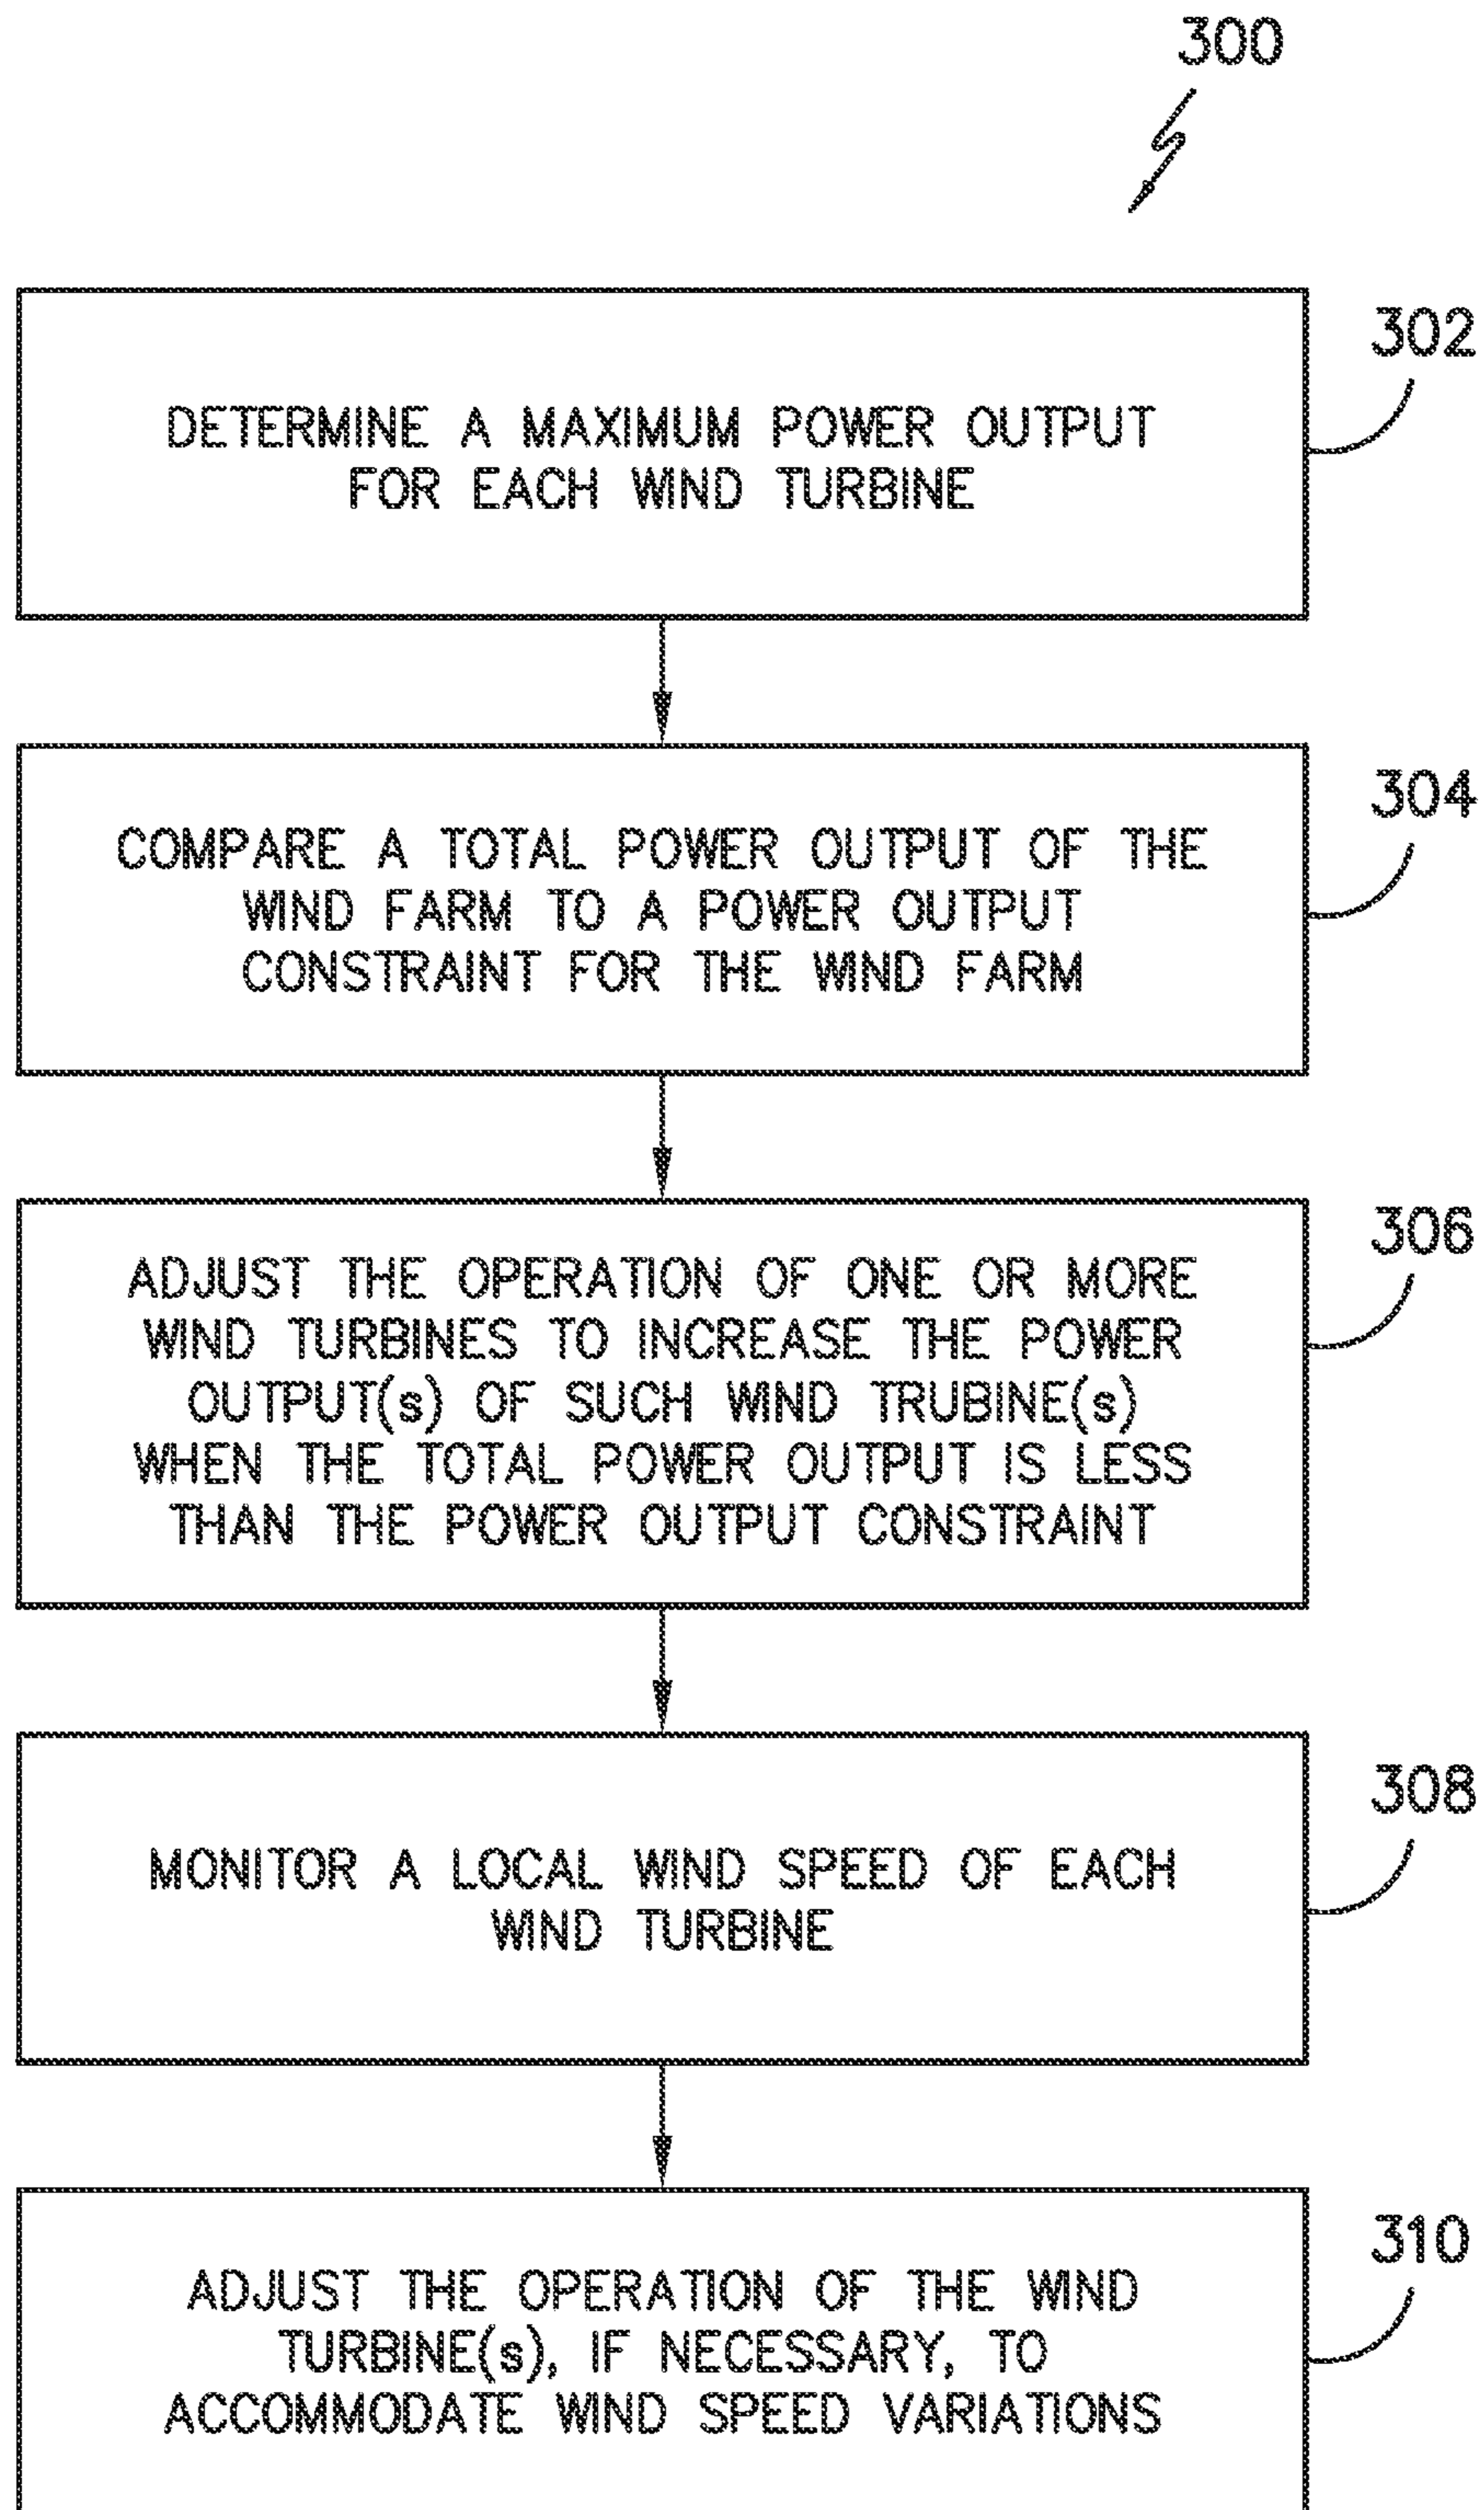 300
302
DETERMINE A MAXIMUM POWER OUTPUT
FOR EACH WIND TURBINE
304
COMPARE A TOTAL POWER OUTPUT OF THE
WIND FARM TO A POWER OUTPUT
CONSTRAINT FOR THE WIND FARM
306
ADJUST THE OPERATION OF ONE OR MORE
WIND TURBINES TO INCREASE THE POWER
OUTPUT(s) OF SUCH WIND TRUBINE(s)
WHEN THE TOTAL POWER OUTPUT IS LESS
THAN THE POWER OUTPUT CONSTRAINT
308
MONITOR A LOCAL WIND SPEED OF EACH
WIND TURBINE
310
ADJUST THE OPERATION OF THE WIND
TURBINE(s), IF NECESSARY, TO
ACCOMMODATE WIND SPEED VARIATIONS